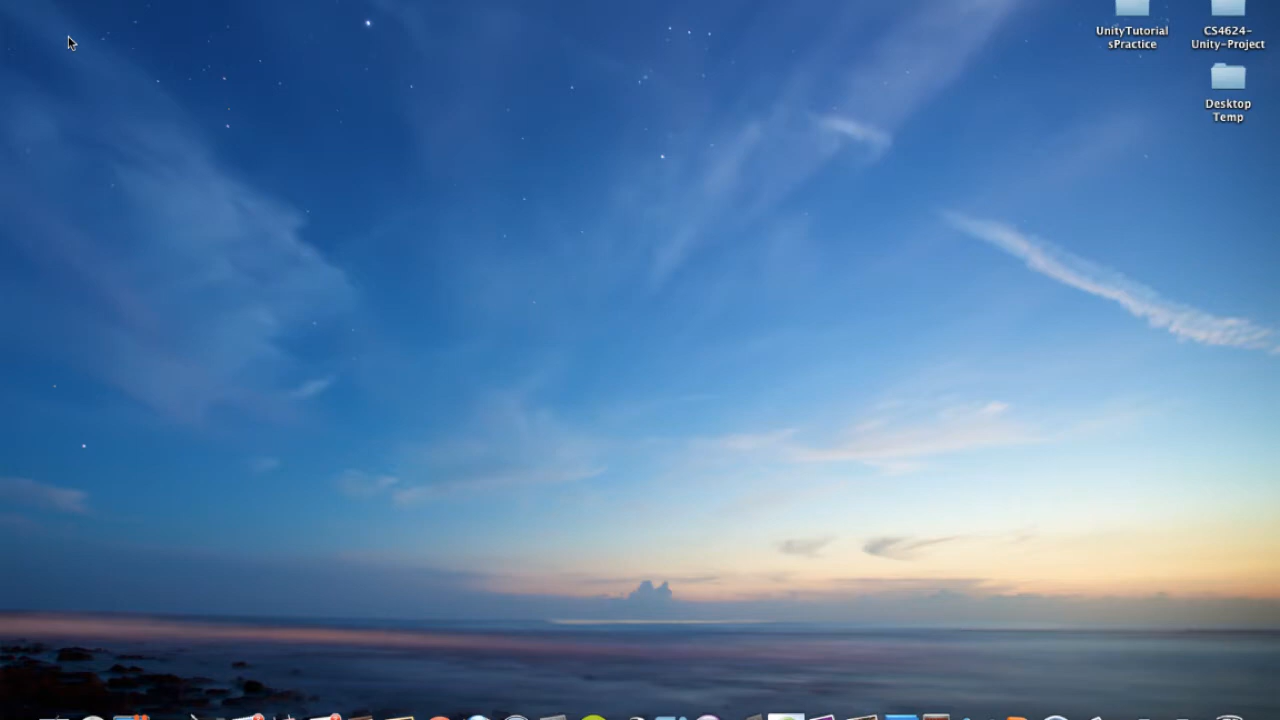 UnityTutorial
sPractice
CS4624-
Unity-Project
Desktop
Temp